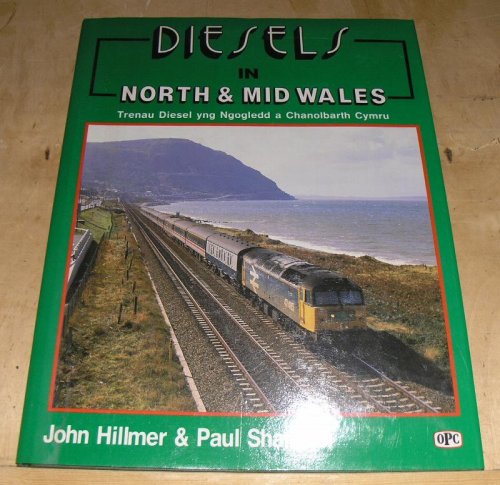 DIESELS
IN
NORTH & MID WALES
Trenau Diesel yng Ngogledd a Chanolbarth Cymru
John Hillmer & Paul
OPC